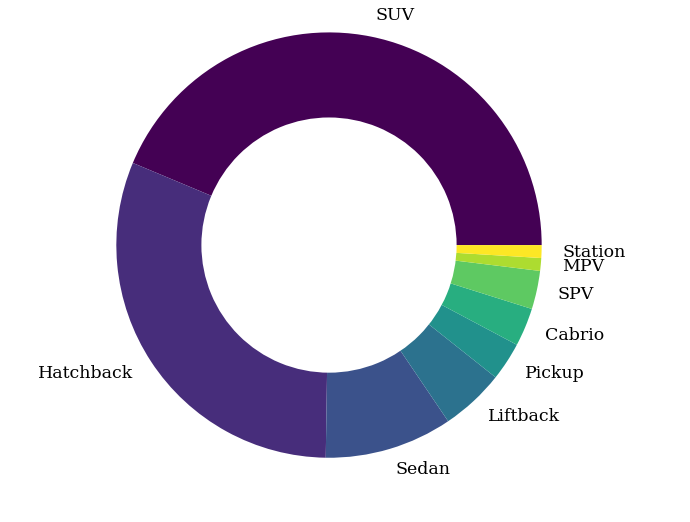 SUV
Station
MPV
SPV
Cabrio
Hatchback
Pickup
Liftback
Sedan